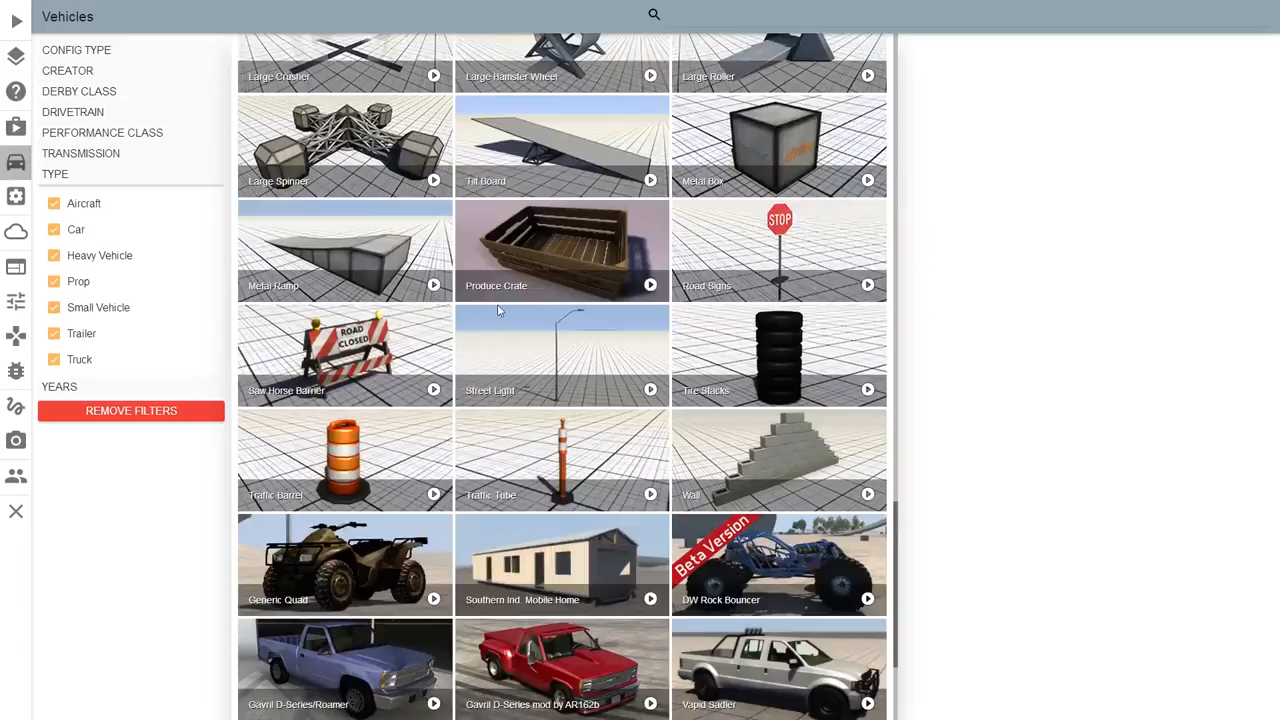 Vehicles
CONFIG TYPE
CREATOR
DERBY CLASS
DRIVETRAIN
PERFORMANCE CLASS
TRANSMISSION
TYPE
Aircraft
Car
Heavy Vehicle
Prop
Small Vehicle
Trailer
Truck
YEARS
REMOVE FILTERS
Large Crusher
Large Hamster Wheel
Large Roller
Large Spinner
Tilt Board
Metal Box
Metal Ramp
Produce Crate
STOP
Road Signs
ROAD
CLOSED
Saw Horse Barrier
Street Light
Tire Stacks
Traffic Barrel
Traffic Tube
Wall
Generic Quad
Southern Ind. Mobile Home
Beta Version
DW Rock Bouncer
Gavril D-Series/Roamer
Gavril D-Series mod by AR162b
Vapid Sadler